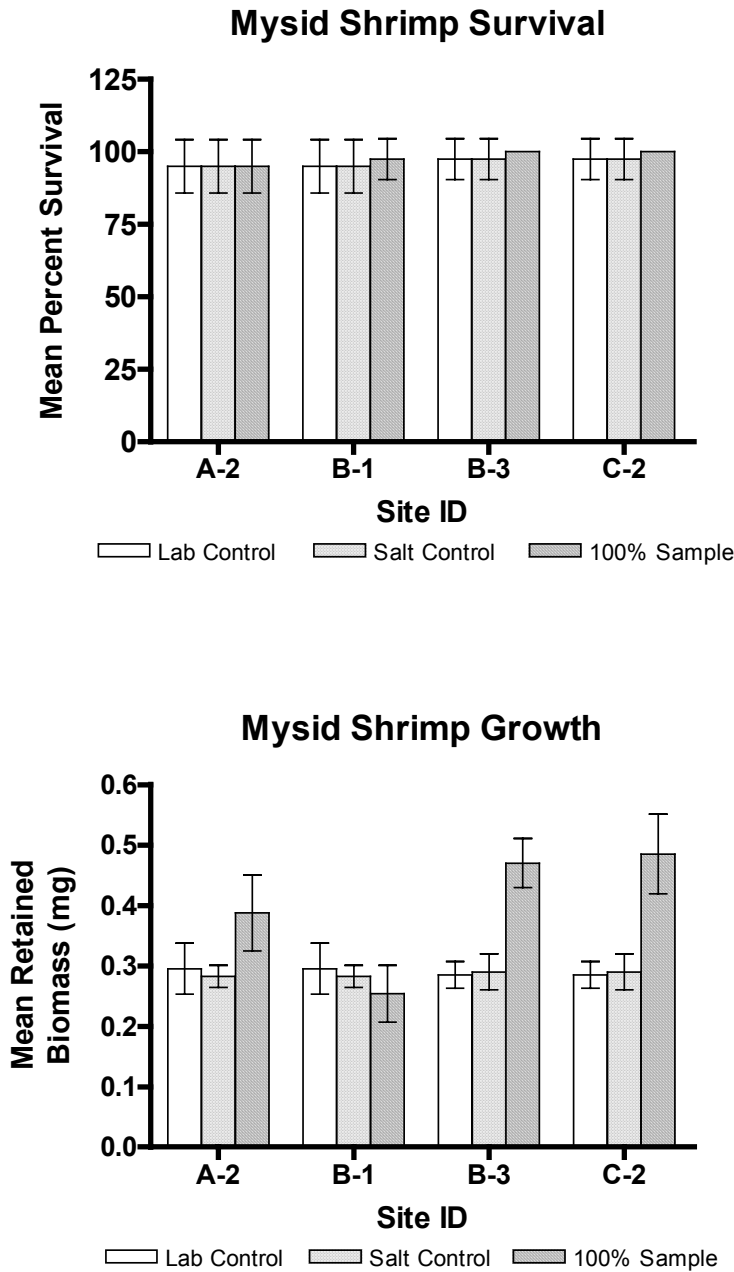 Mysid Shrimp Survival
125
100
75
50
25
0
Mean Percent Survival
A-2 B-1 B-3 C-2
Site ID
Lab Control Salt Control 100% Sample
Mysid Shrimp Growth
0.6
0.5
0.4
0.3
0.2
0.1
0.0
Mean Retained
Biomass (mg)
A-2 B-1 B-3 C-2
Site ID
Lab Control Salt Control 100% Sample